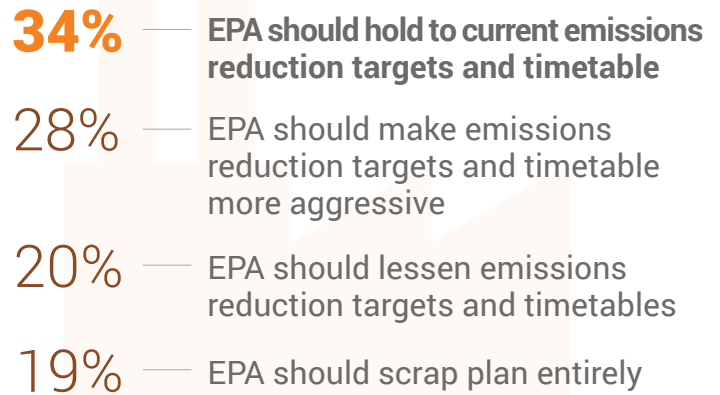 34% EPA should hold to current emissions
reduction targets and timetable
28% EPA should make emissions
reduction targets and timetable
more aggressive
20% EPA should lessen emissions
reduction targets and timetables
19% EPA should scrap plan entirely